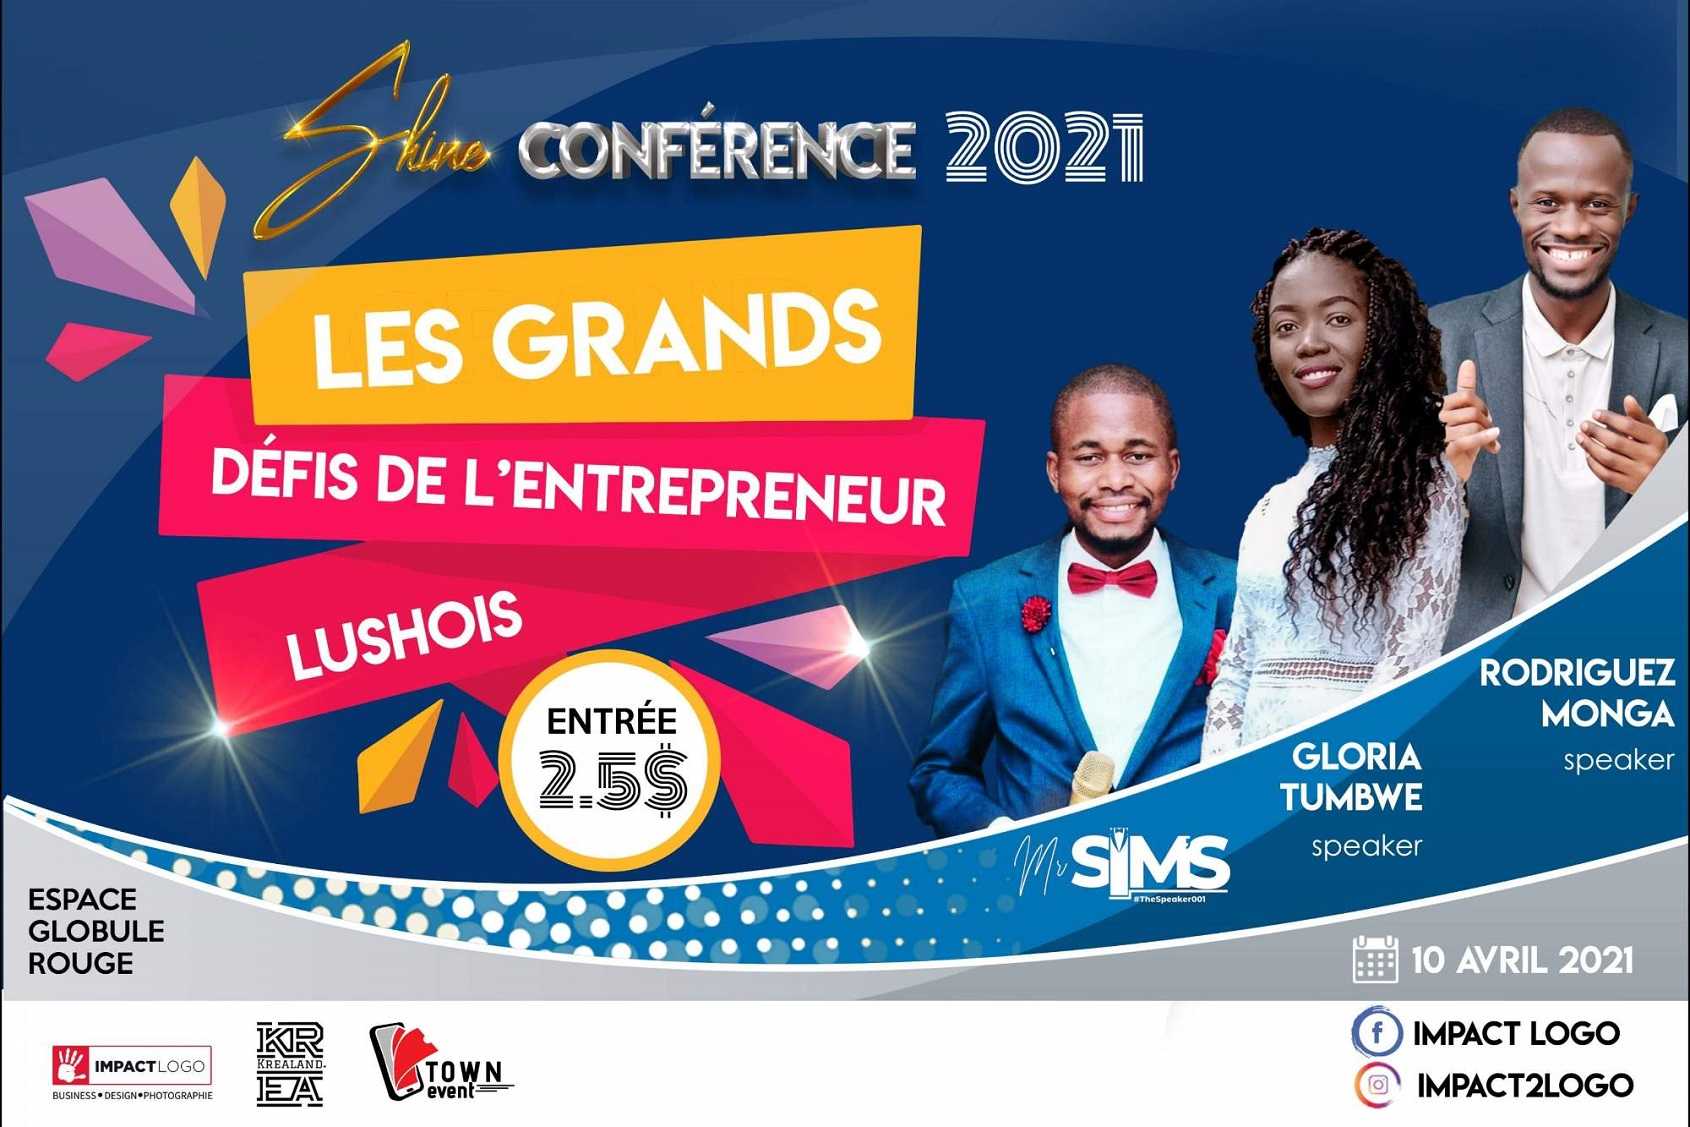 Shine CONFÉRENCE 2021
LES GRANDS
DÉFIS DE L'ENTREPRENEUR
LUSHOIS
ENTRÉE
2.5$
RODRIGUEZ
MONGA
speaker
GLORIA
TUMBWE
speaker
Mr SIMS
#TheSpeaker001
ESPACE
GLOBULE
ROUGE
10 AVRIL 2021
IMPACT LOGO
BUSINESS • DESIGN • PHOTOGRAPHIE
KR
KREALAND
EA
TOWN
event
f IMPACT LOGO
IMPACT2LOGO